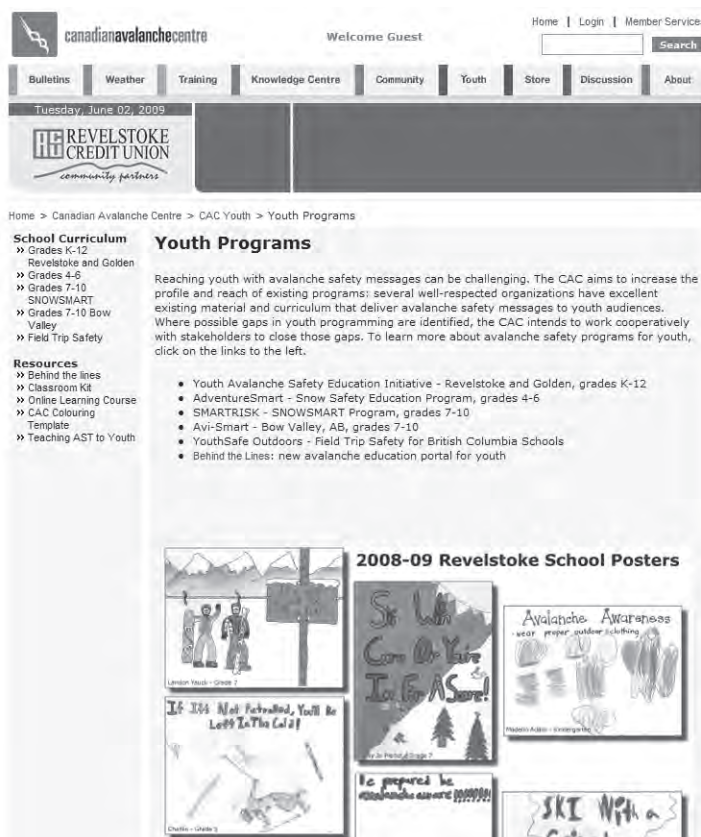 canadianavalanchecentre
Welcome Guest
Home | Login | Member Services
Search
Bulletins Weather Training Knowledge Centre Community Youth Store Discussion About
Tuesday, June 02, 2009
REVELSTOKE
CREDIT UNION
community partners
Home > Canadian Avalanche Centre > CAC Youth > Youth Programs
School Curriculum
» Grades K-12
Revelstoke and Golden
» Grades 4-6
» Grades 7-10
SNOWSMART
» Grades 7-10 Bow
Valley
» Field Trip Safety
Resources
» Behind the lines
» Classroom Kit
» Online Learning Course
» CAC Colouring
Template
» Teaching AST to Youth
Youth Programs
Reaching youth with avalanche safety messages can be challenging. The CAC aims to increase the
profile and reach of existing programs: several well-respected organizations have excellent
existing material and curriculum that deliver avalanche safety messages to youth audiences.
Where possible gaps in youth programming are identified, the CAC intends to work cooperatively
with stakeholders to close those gaps. To learn more about avalanche safety programs for youth,
click on the links to the left.
• Youth Avalanche Safety Education Initiative - Revelstoke and Golden, grades K-12
• AdventureSmart - Snow Safety Education Program, grades 4-6
• SMARTRISK - SNOWSMART Program, grades 7-10
• Avi-Smart - Bow Valley, AB, grades 7-10
• YouthSafe Outdoors - Field Trip Safety for British Columbia Schools
• Behind the Lines: new avalanche education portal for youth
2008-09 Revelstoke School Posters
Grade 7
Ski With
Care Or You're
In For A Scare!
Grade 7
Avalanche Awareness
- wear proper outdoor clothing
Kindergarten
If It's Not Patrolled, You'll Be
Left In The Cold!
Be prepared be
avalanche aware
SKI With a